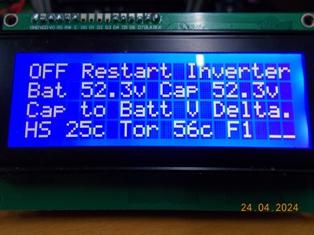 OFF Restart Inverter
Bat 52.3v Cap 52.3v
Cap to Batt V Delta.
HS 25c Tor 56c F1 __
24.04.2024